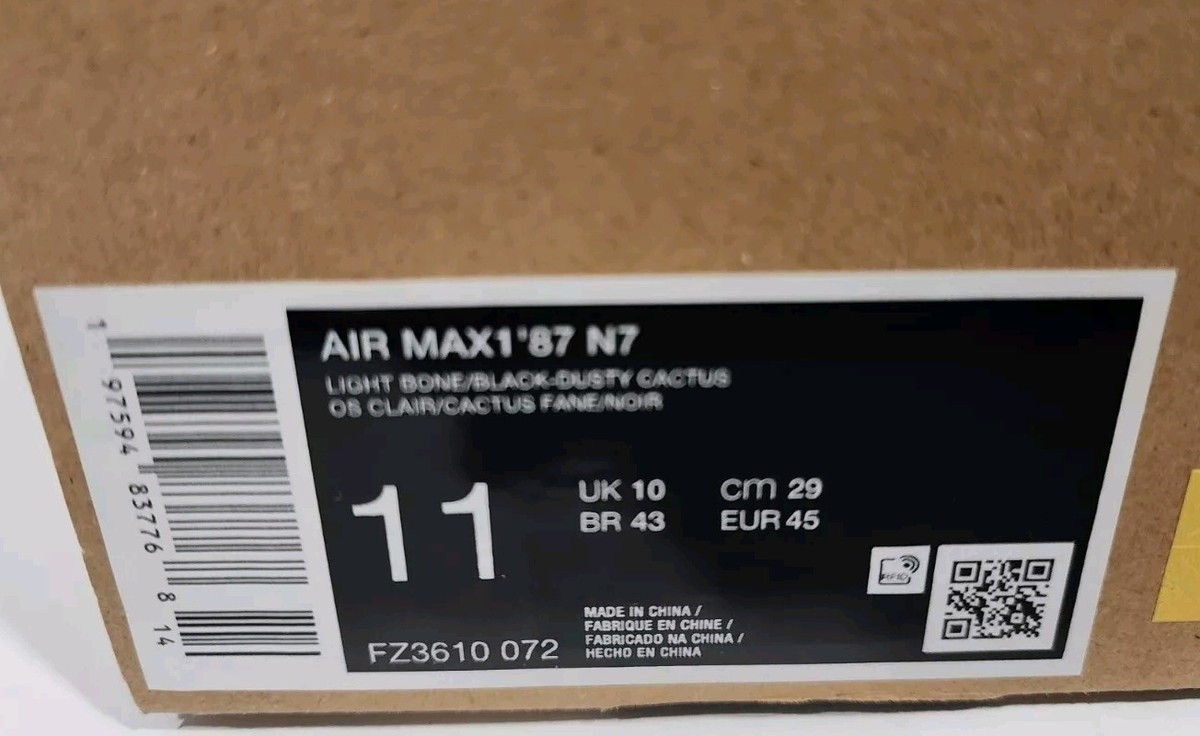 AIR MAX1'87 N7
LIGHT BONE/BLACK-DUSTY CACTUS
OS CLAIR/CACTUS FANE/NOIR
11
UK 10 cm 29
BR 43 EUR 45
RFID
MADE IN CHINA /
FABRIQUE EN CHINE /
FABRICADO NA CHINA /
HECHO EN CHINA
FZ3610 072
1 97594 83776 8 14